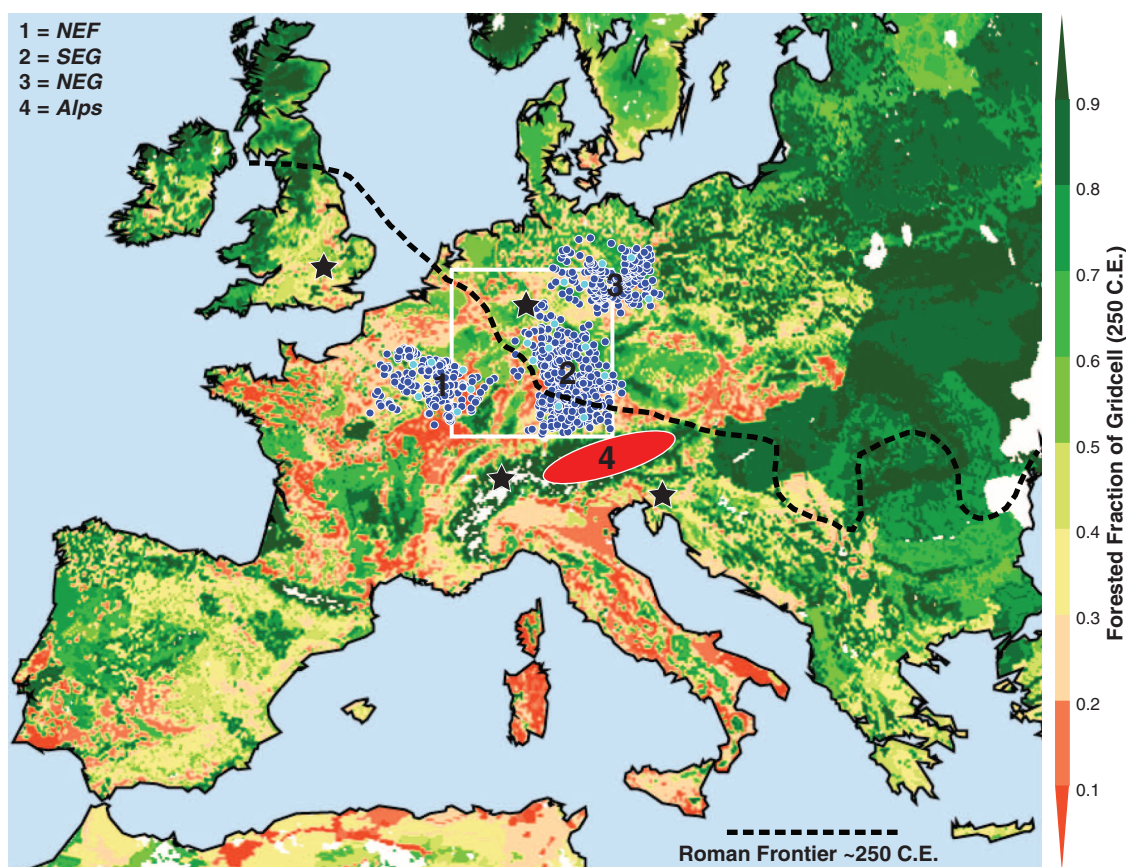 1 = NEF
2 = SEG
3 = NEG
4 = Alps
1
2
3
4
Roman Frontier ~250 C.E.
0.9
0.8
0.7
0.6
0.5
0.4
0.3
0.2
0.1
Forested Fraction of Gridcell (250 C.E.)